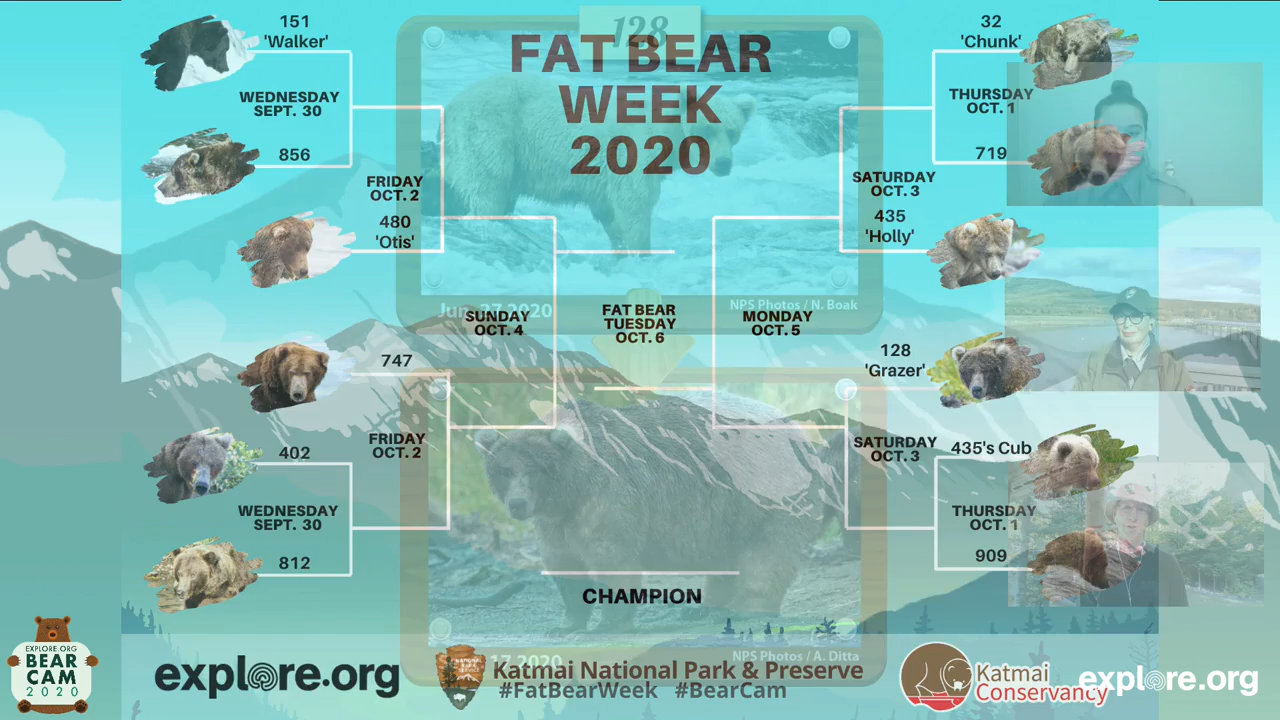 128
FAT BEAR
WEEK
2020
151
'Walker'
WEDNESDAY
SEPT. 30
856
FRIDAY
OCT. 2
480
'Otis'
747
402
FRIDAY
OCT. 2
WEDNESDAY
SEPT. 30
812
SUNDAY
OCT. 4
FAT BEAR
TUESDAY
OCT. 6
MONDAY
OCT. 5
32
'Chunk'
THURSDAY
OCT. 1
719
SATURDAY
OCT. 3
435
'Holly'
128
'Grazer'
SATURDAY
OCT. 3
435's Cub
THURSDAY
OCT. 1
909
June 27 2020
NPS Photos / N. Boak
CHAMPION
17 2020
NPS Photos / A. Ditta
EXPLORE.ORG
BEAR
CAM
2020
explore.org
NATIONAL
PARK
SERVICE
Katmai National Park & Preserve
#FatBearWeek #BearCam
Katmai
Conservancy
explore.org